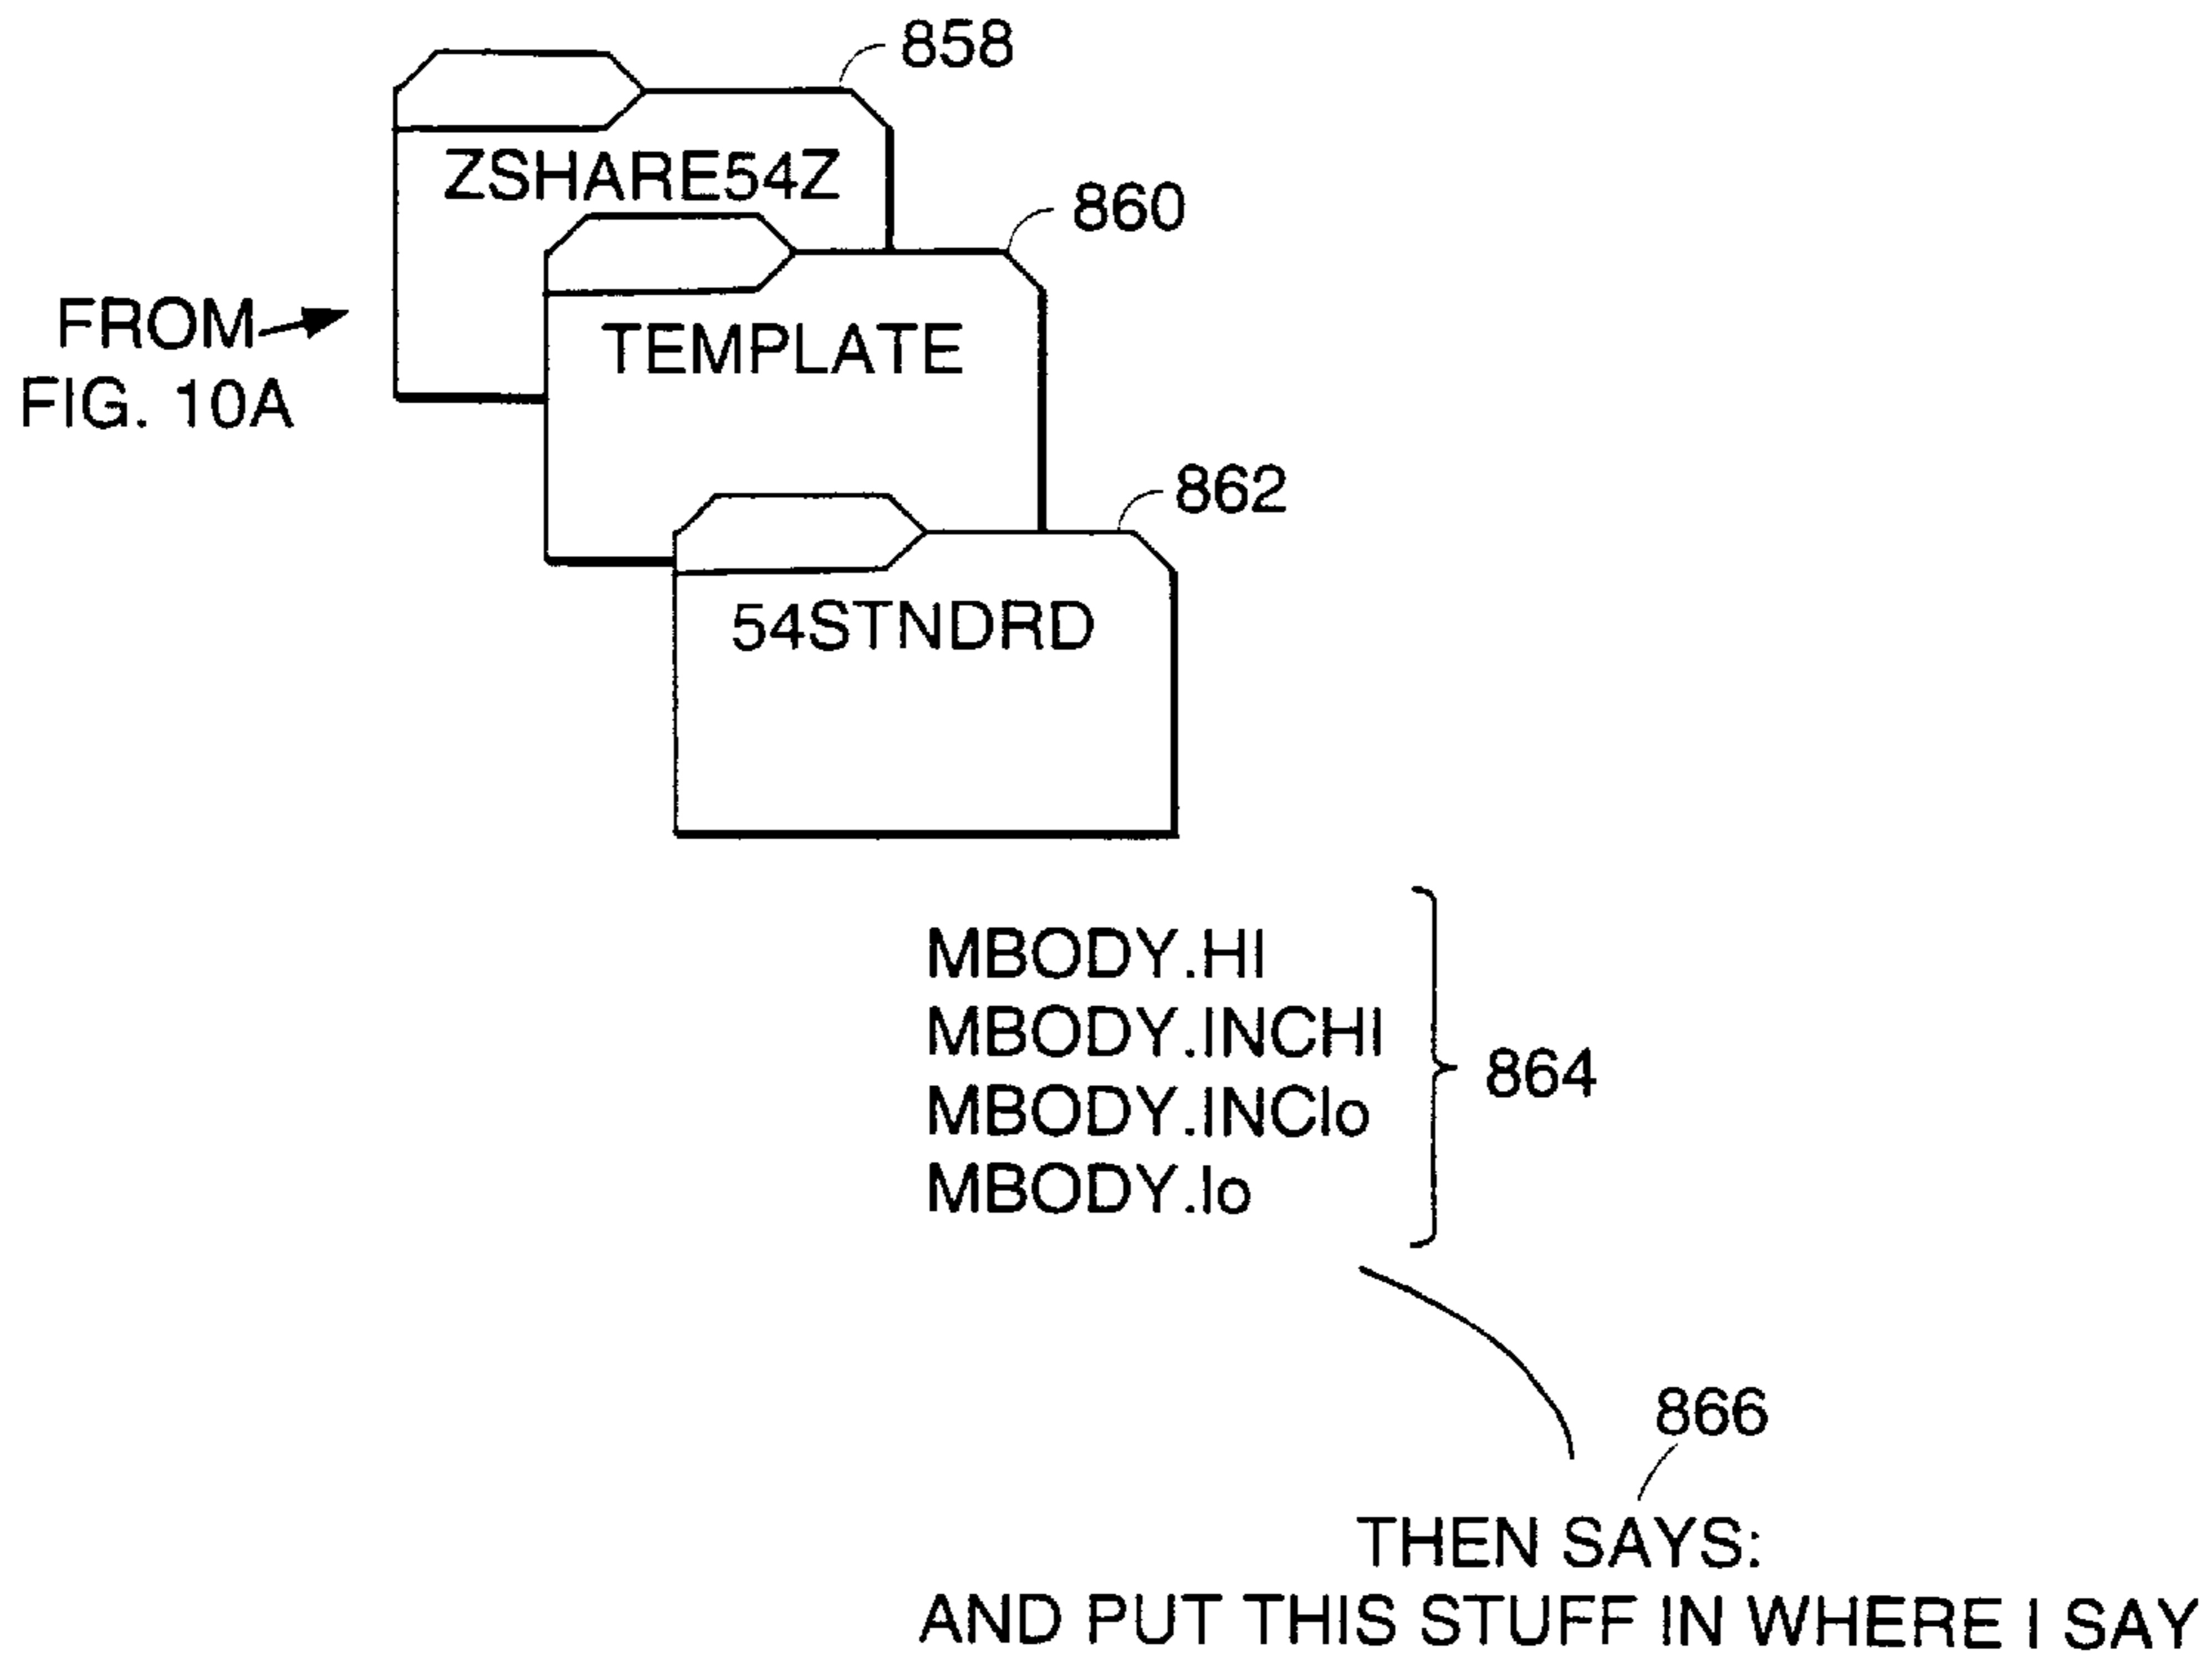 858
ZSHARE54Z
860
FROM
FIG. 10A
TEMPLATE
862
54STNDRD
MBODY.HI
MBODY.INCHI
MBODY.INClo
MBODY.lo
864
866
THEN SAYS:
AND PUT THIS STUFF IN WHERE I SAY